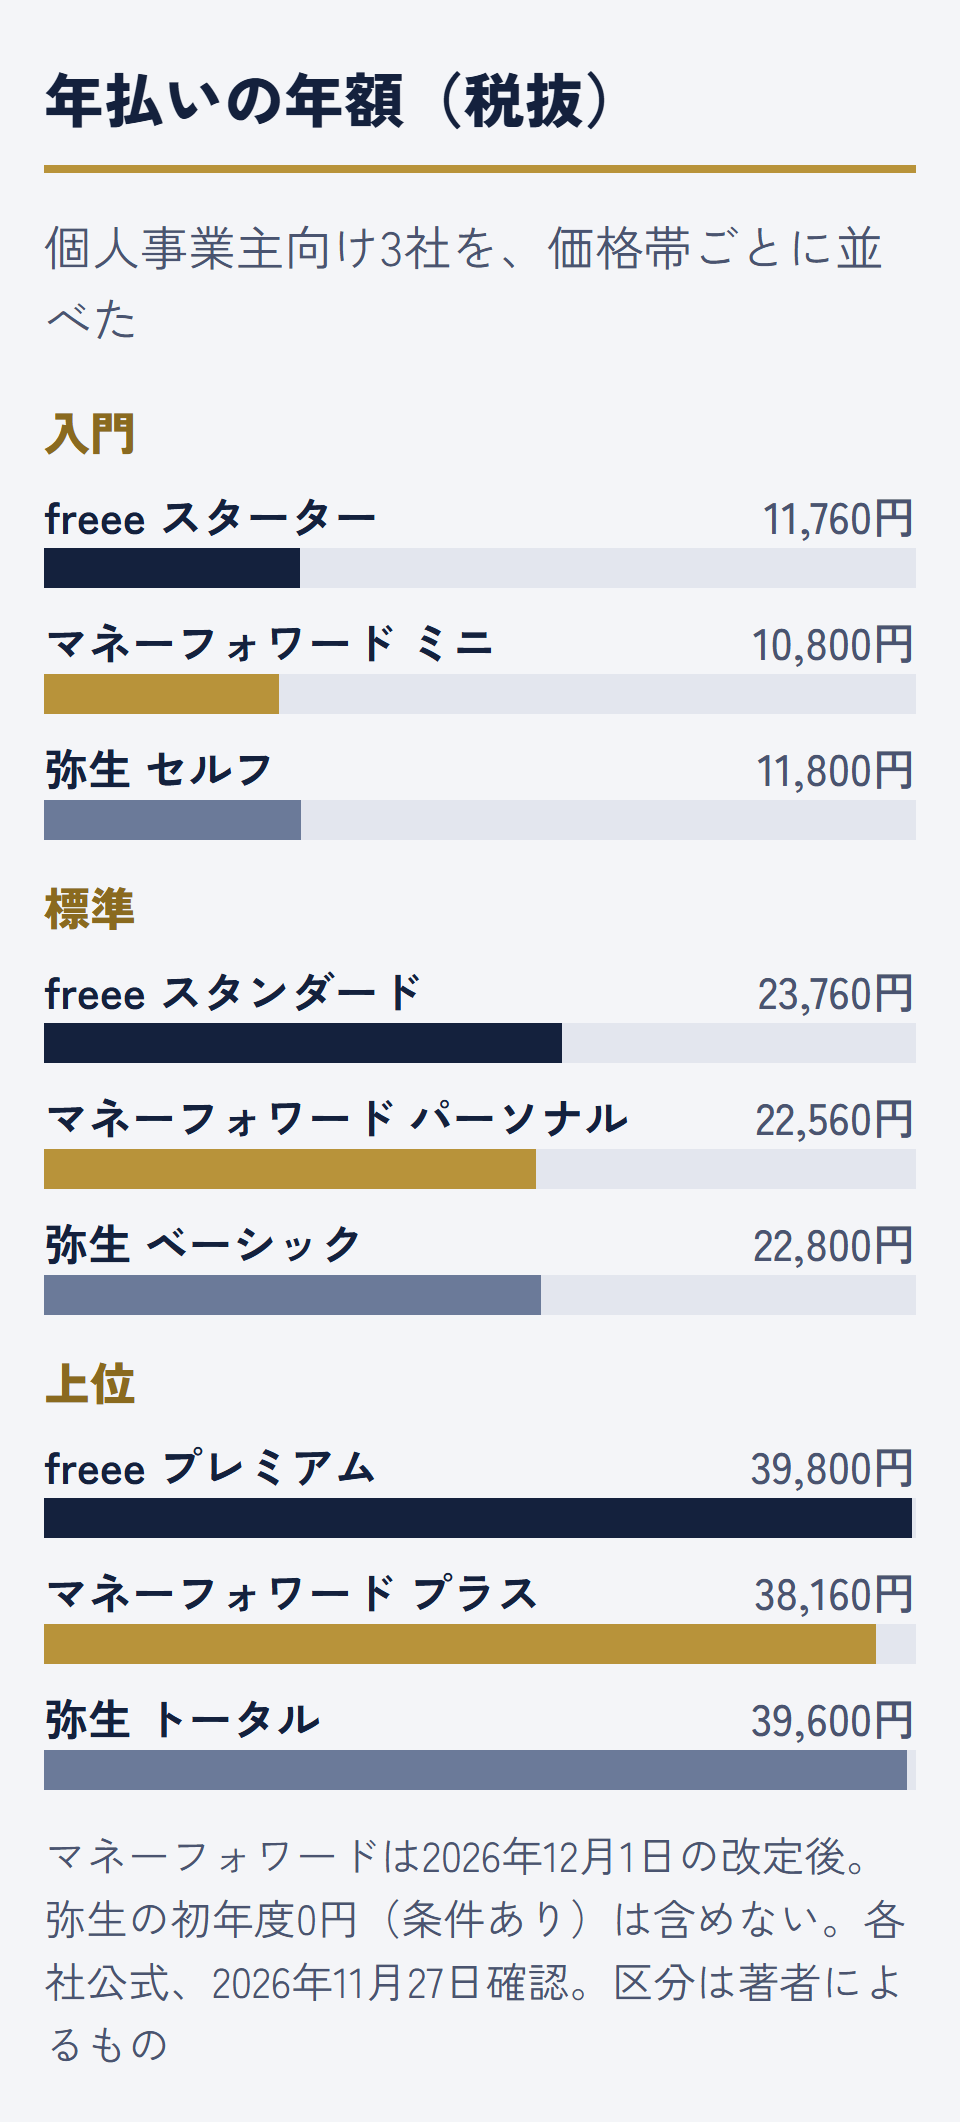 年払いの年額（税抜）
個人事業主向け3社を、価格帯ごとに並
べた
入門
freee スターター 11,760円
マネーフォワード ミニ 10,800円
弥生 セルフ 11,800円
標準
freee スタンダード 23,760円
マネーフォワード パーソナル 22,560円
弥生 ベーシック 22,800円
上位
freee プレミアム 39,800円
マネーフォワード プラス 38,160円
弥生 トータル 39,600円
マネーフォワードは2026年12月1日の改定後。
弥生の初年度0円（条件あり）は含めない。各
社公式、2026年11月27日確認。区分は著者によ
るもの